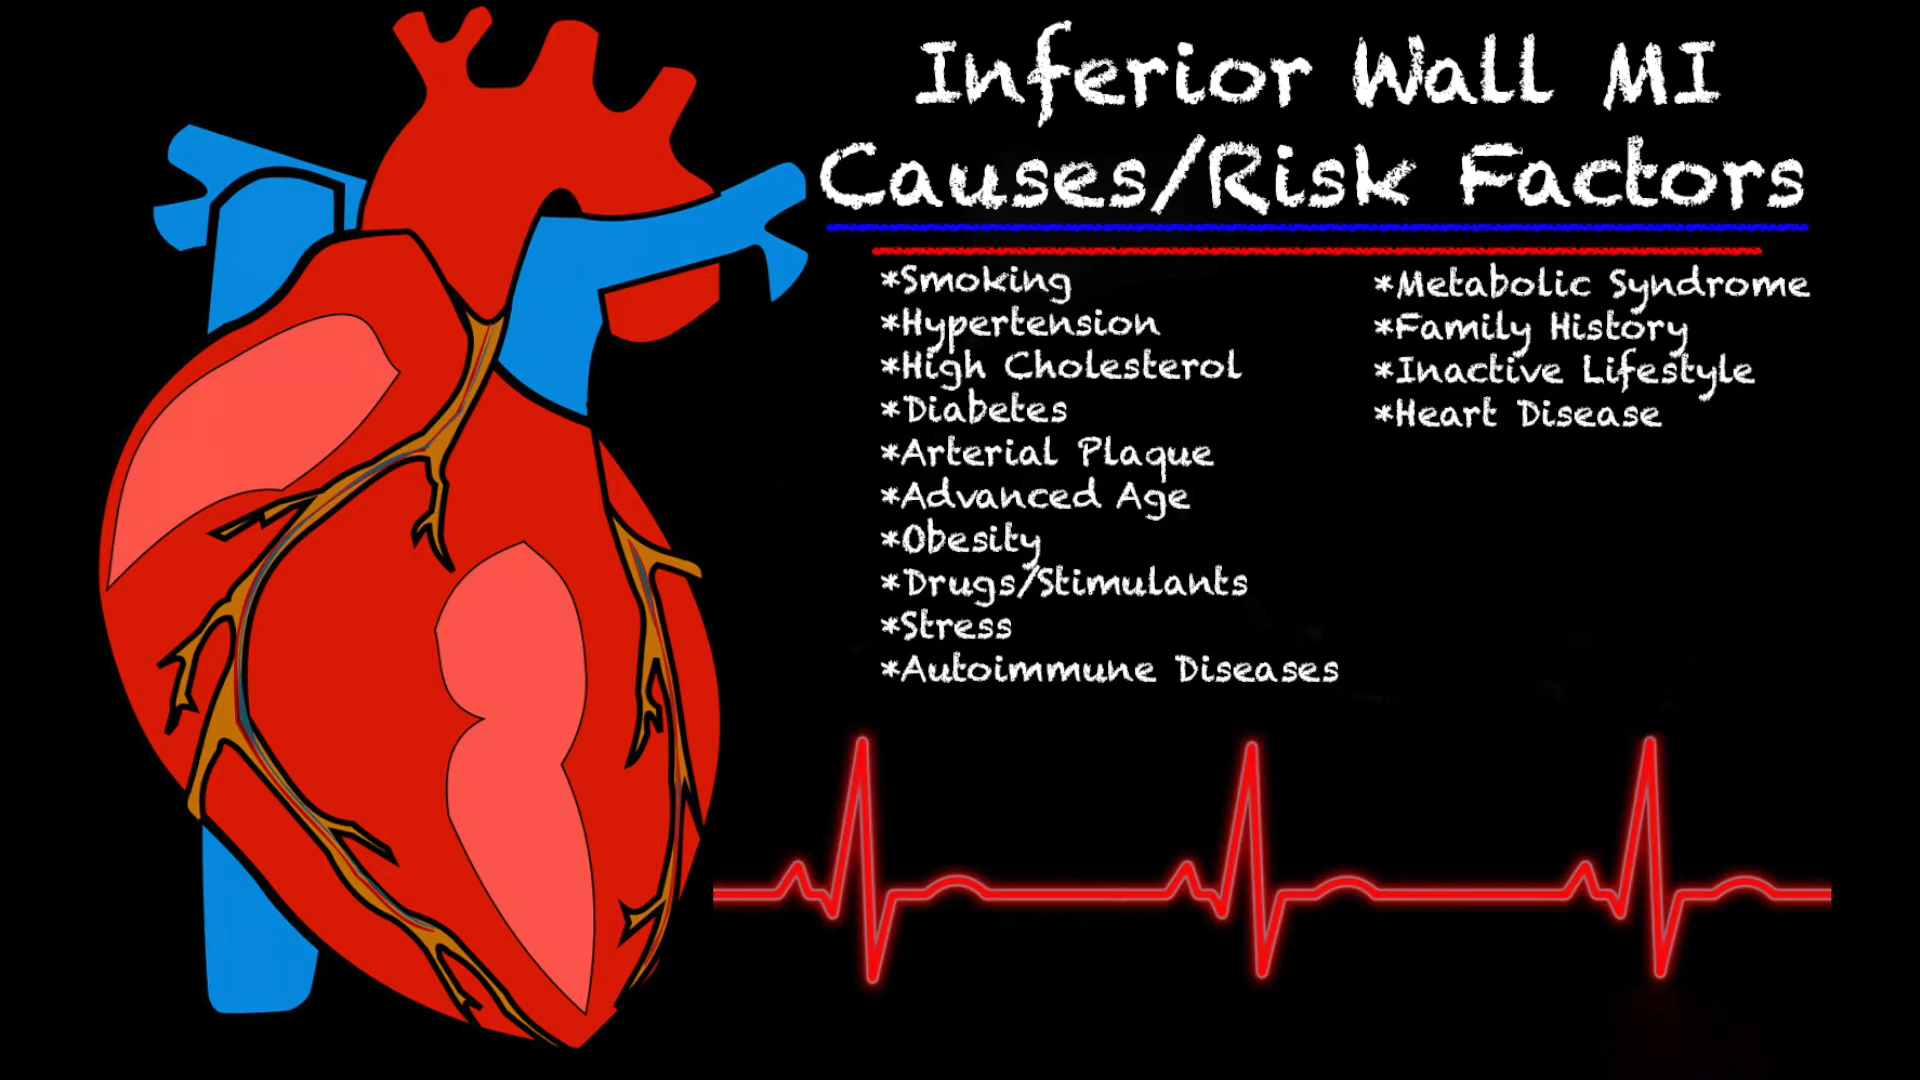 Inferior Wall MI
Causes/Risk Factors
*Smoking
*Hypertension
*High Cholesterol
*Diabetes
*Arterial Plaque
*Advanced Age
*Obesity
*Drugs/Stimulants
*Stress
*Autoimmune Diseases
*Metabolic Syndrome
*Family History
*Inactive Lifestyle
*Heart Disease